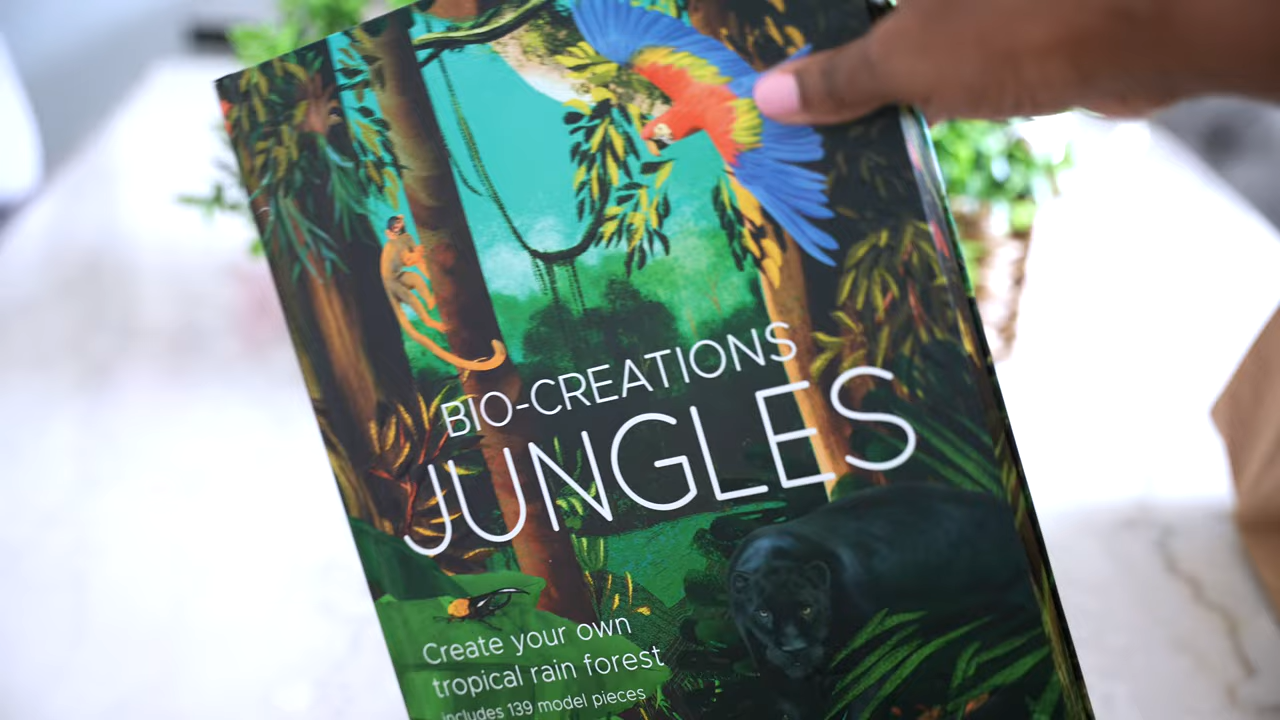 BIO-CREATIONS
JUNGLES
Create your own
tropical rain forest
includes 139 model pieces